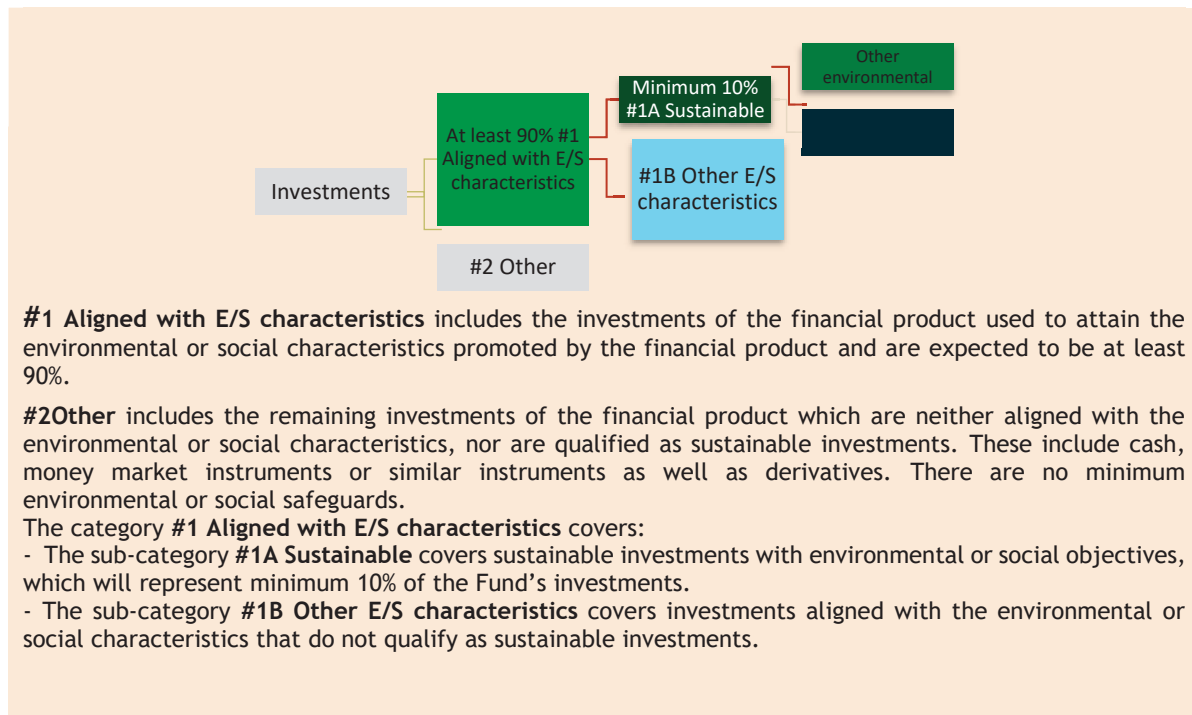 Other
environmental
Minimum 10%
#1A Sustainable
At least 90% #1
Aligned with E/S
characteristics
#1B Other E/S
characteristics
Investments
#2 Other
#1 Aligned with E/S characteristics includes the investments of the financial product used to attain the
environmental or social characteristics promoted by the financial product and are expected to be at least
90%.
#2Other includes the remaining investments of the financial product which are neither aligned with the
environmental or social characteristics, nor are qualified as sustainable investments. These include cash,
money market instruments or similar instruments as well as derivatives. There are no minimum
environmental or social safeguards.
The category #1 Aligned with E/S characteristics covers:
- The sub-category #1A Sustainable covers sustainable investments with environmental or social objectives,
which will represent minimum 10% of the Fund’s investments.
- The sub-category #1B Other E/S characteristics covers investments aligned with the environmental or
social characteristics that do not qualify as sustainable investments.